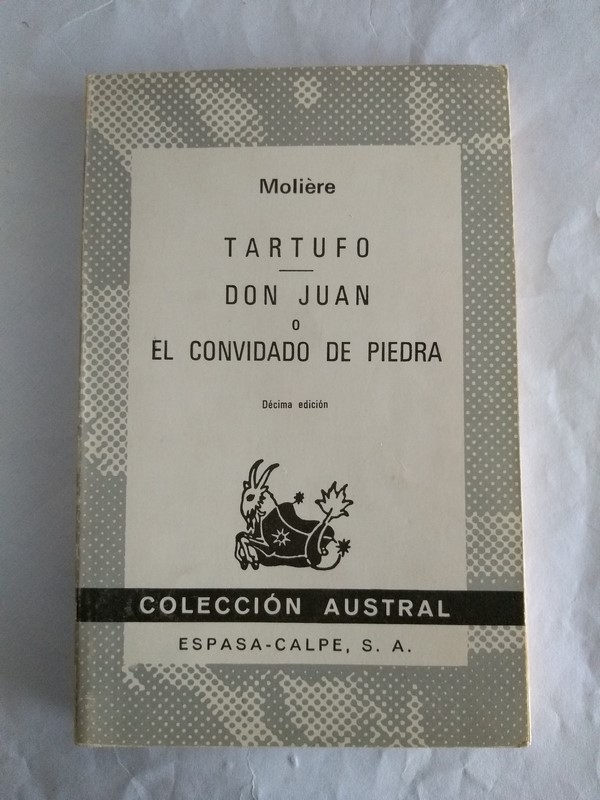 Molière
TARTUFO
DON JUAN
O
EL CONVIDADO DE PIEDRA
Décima edición
COLECCIÓN AUSTRAL
ESPASA-CALPE, S. A.